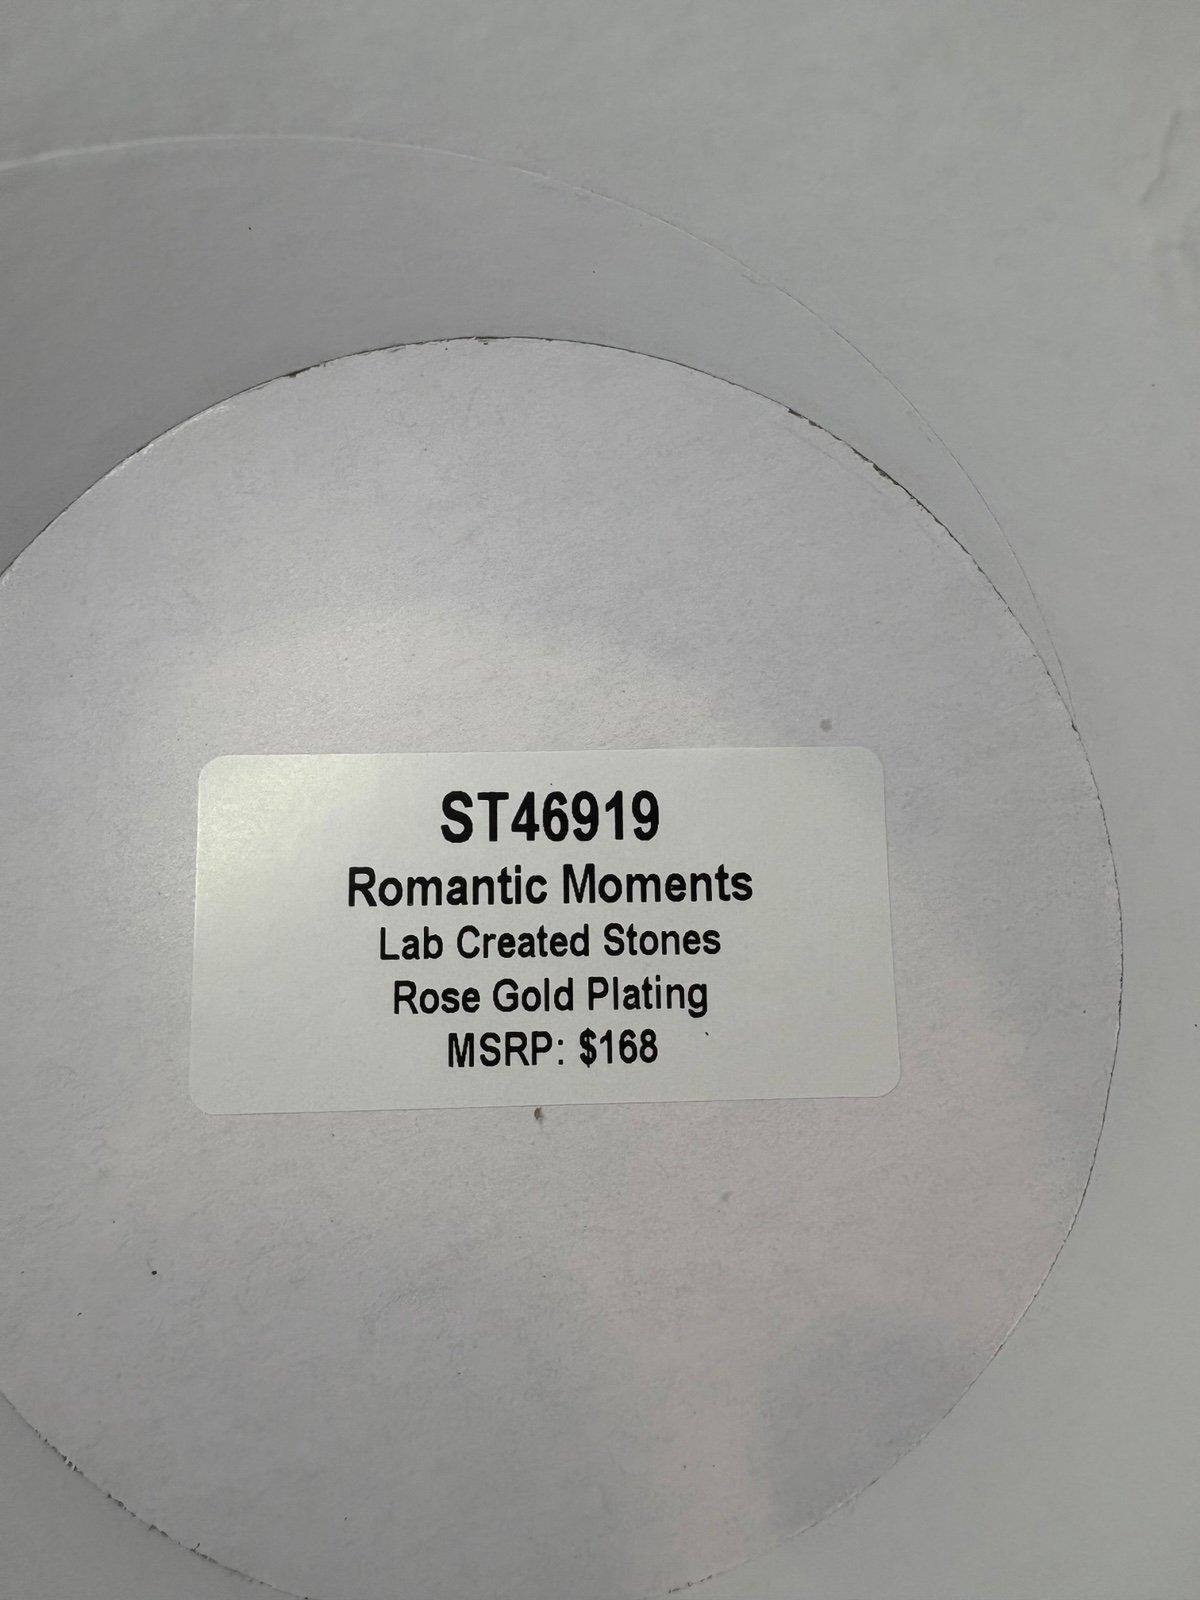 ST46919
Romantic Moments
Lab Created Stones
Rose Gold Plating
MSRP: $168